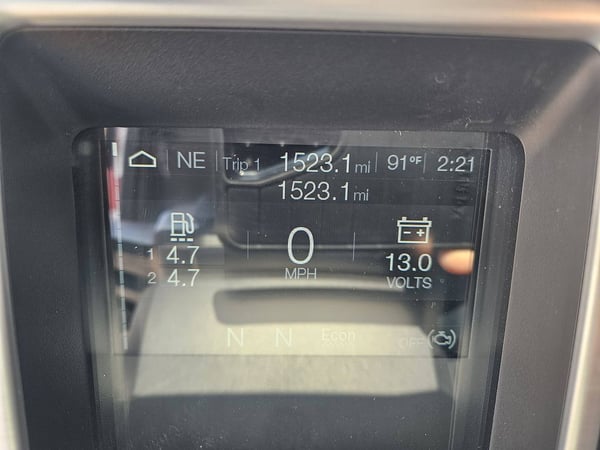 NE Trip 1 1523.1 mi 91°F 2:21
1523.1 mi
1 4.7
2 4.7
0
MPH
- +
13.0
VOLTS
N N Econ OFF